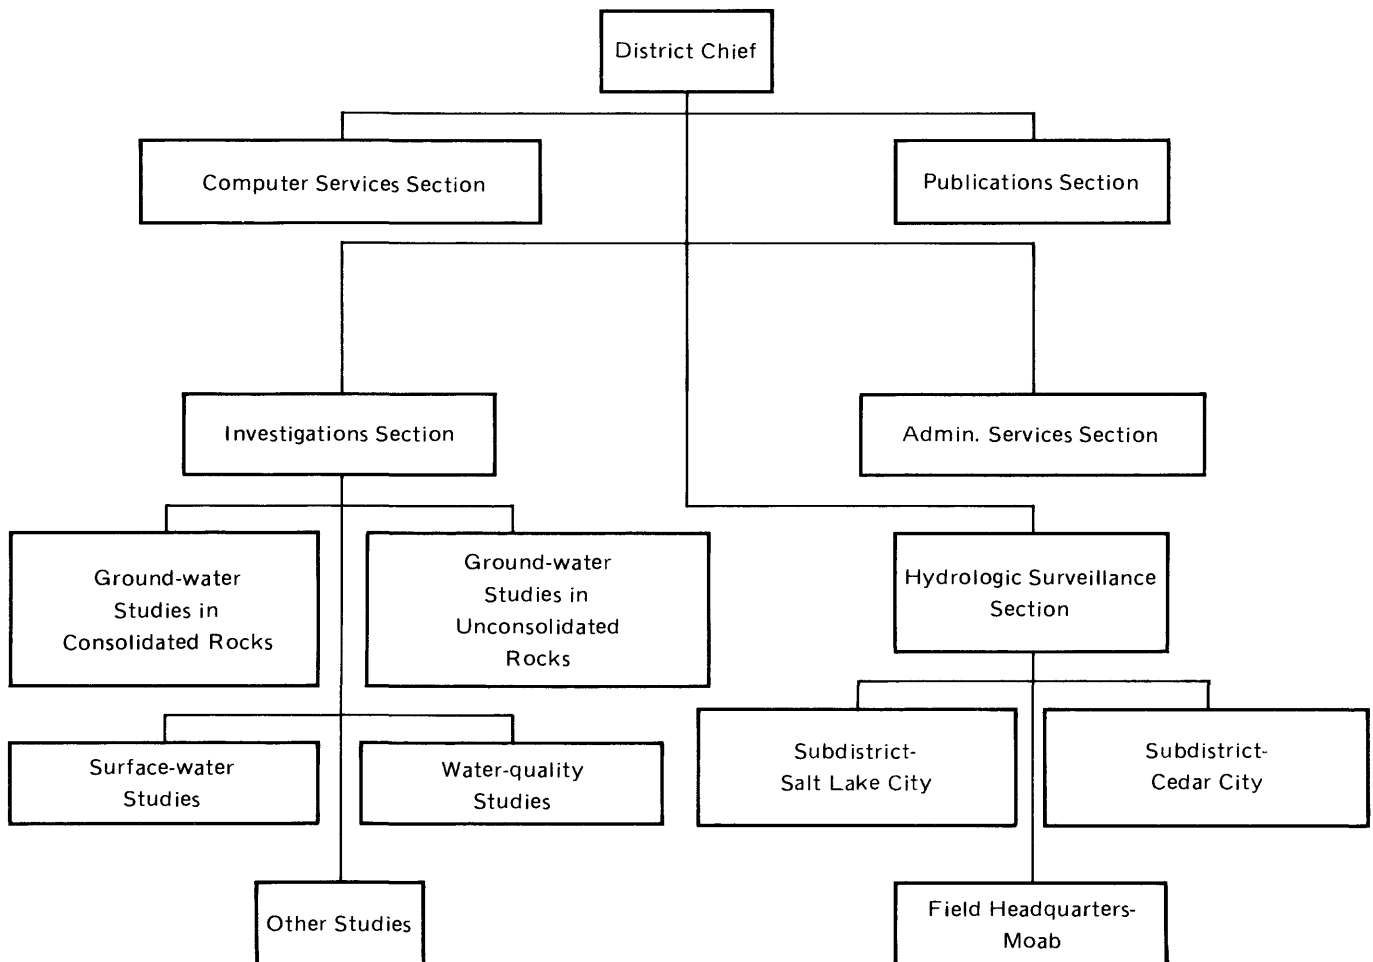 District Chief
Computer Services Section
Publications Section
Investigations Section
Admin. Services Section
Ground-water
Studies in
Consolidated Rocks
Ground-water
Studies in
Unconsolidated
Rocks
Hydrologic Surveillance
Section
Surface-water
Studies
Water-quality
Studies
Subdistrict-
Salt Lake City
Subdistrict-
Cedar City
Other Studies
Field Headquarters-
Moab